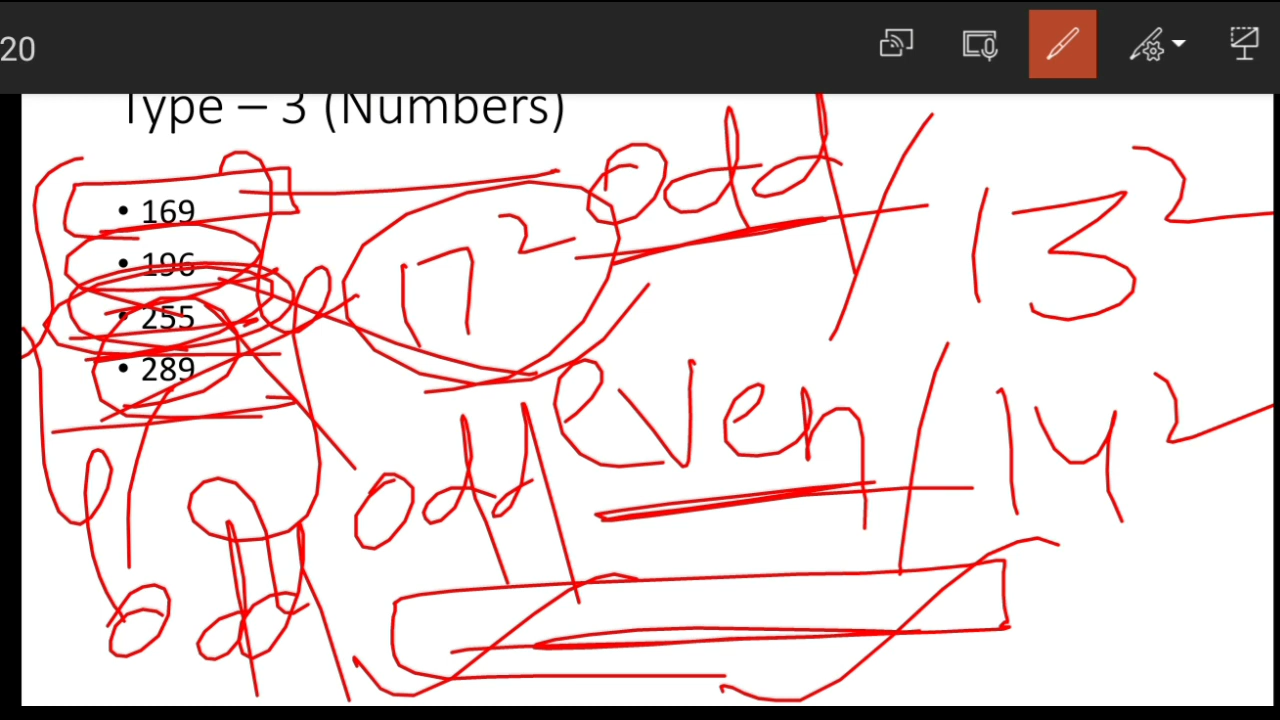 20
Type – 3 (Numbers)
• 169
• 196
• 255
• 289
odd / 13²
17²
even / 14²
odd
odd